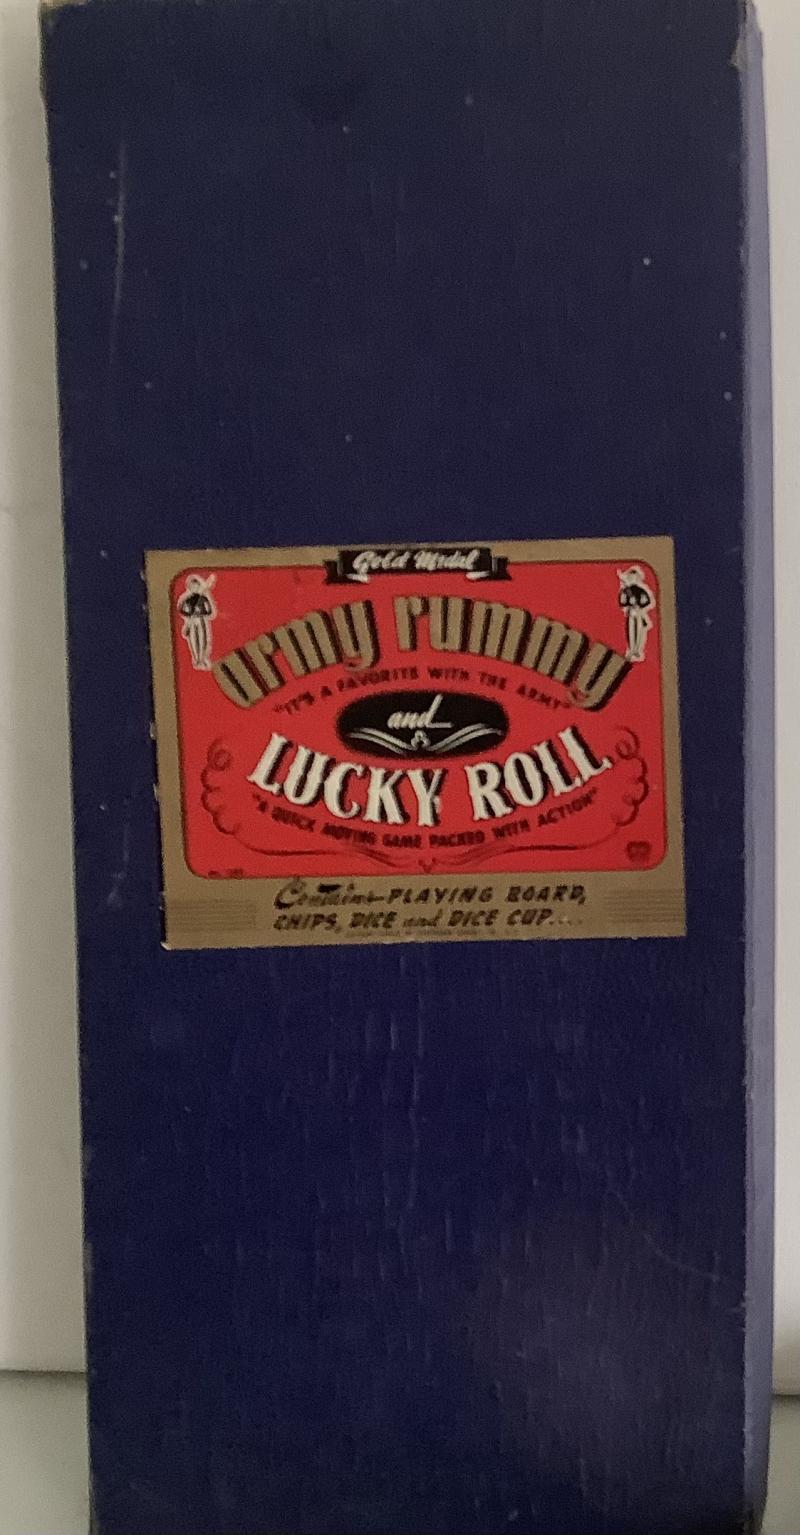 Gold Medal
army rummy
"IT'S A FAVORITE WITH THE ARMY"
and
LUCKY ROLL
"A QUICK MOVING GAME PACKED WITH ACTION"
Contains PLAYING BOARD,
CHIPS, DICE and DICE CUP....